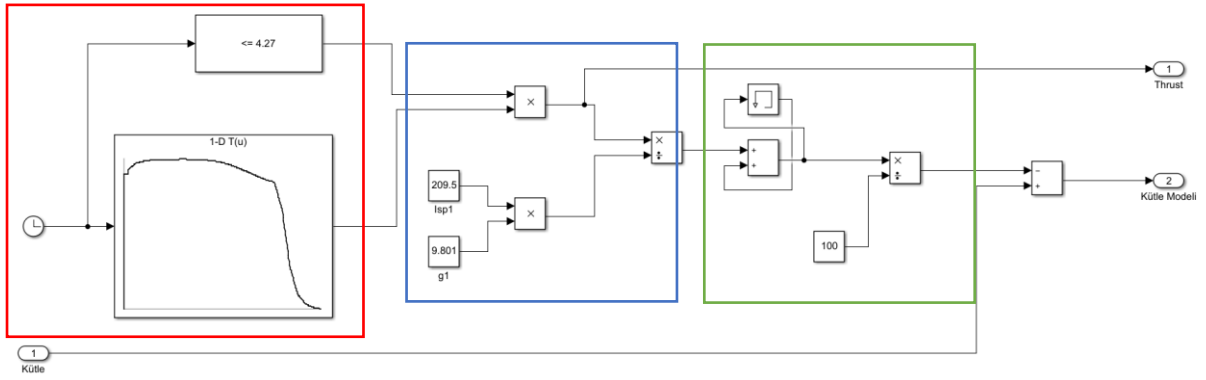 <= 4.27
1-D T(u)
×
1
Thrust
×
÷
209.5
Isp1
×
9.801
g1
+
+
×
÷
100
−
+
2
Kütle Modeli
1
Kütle